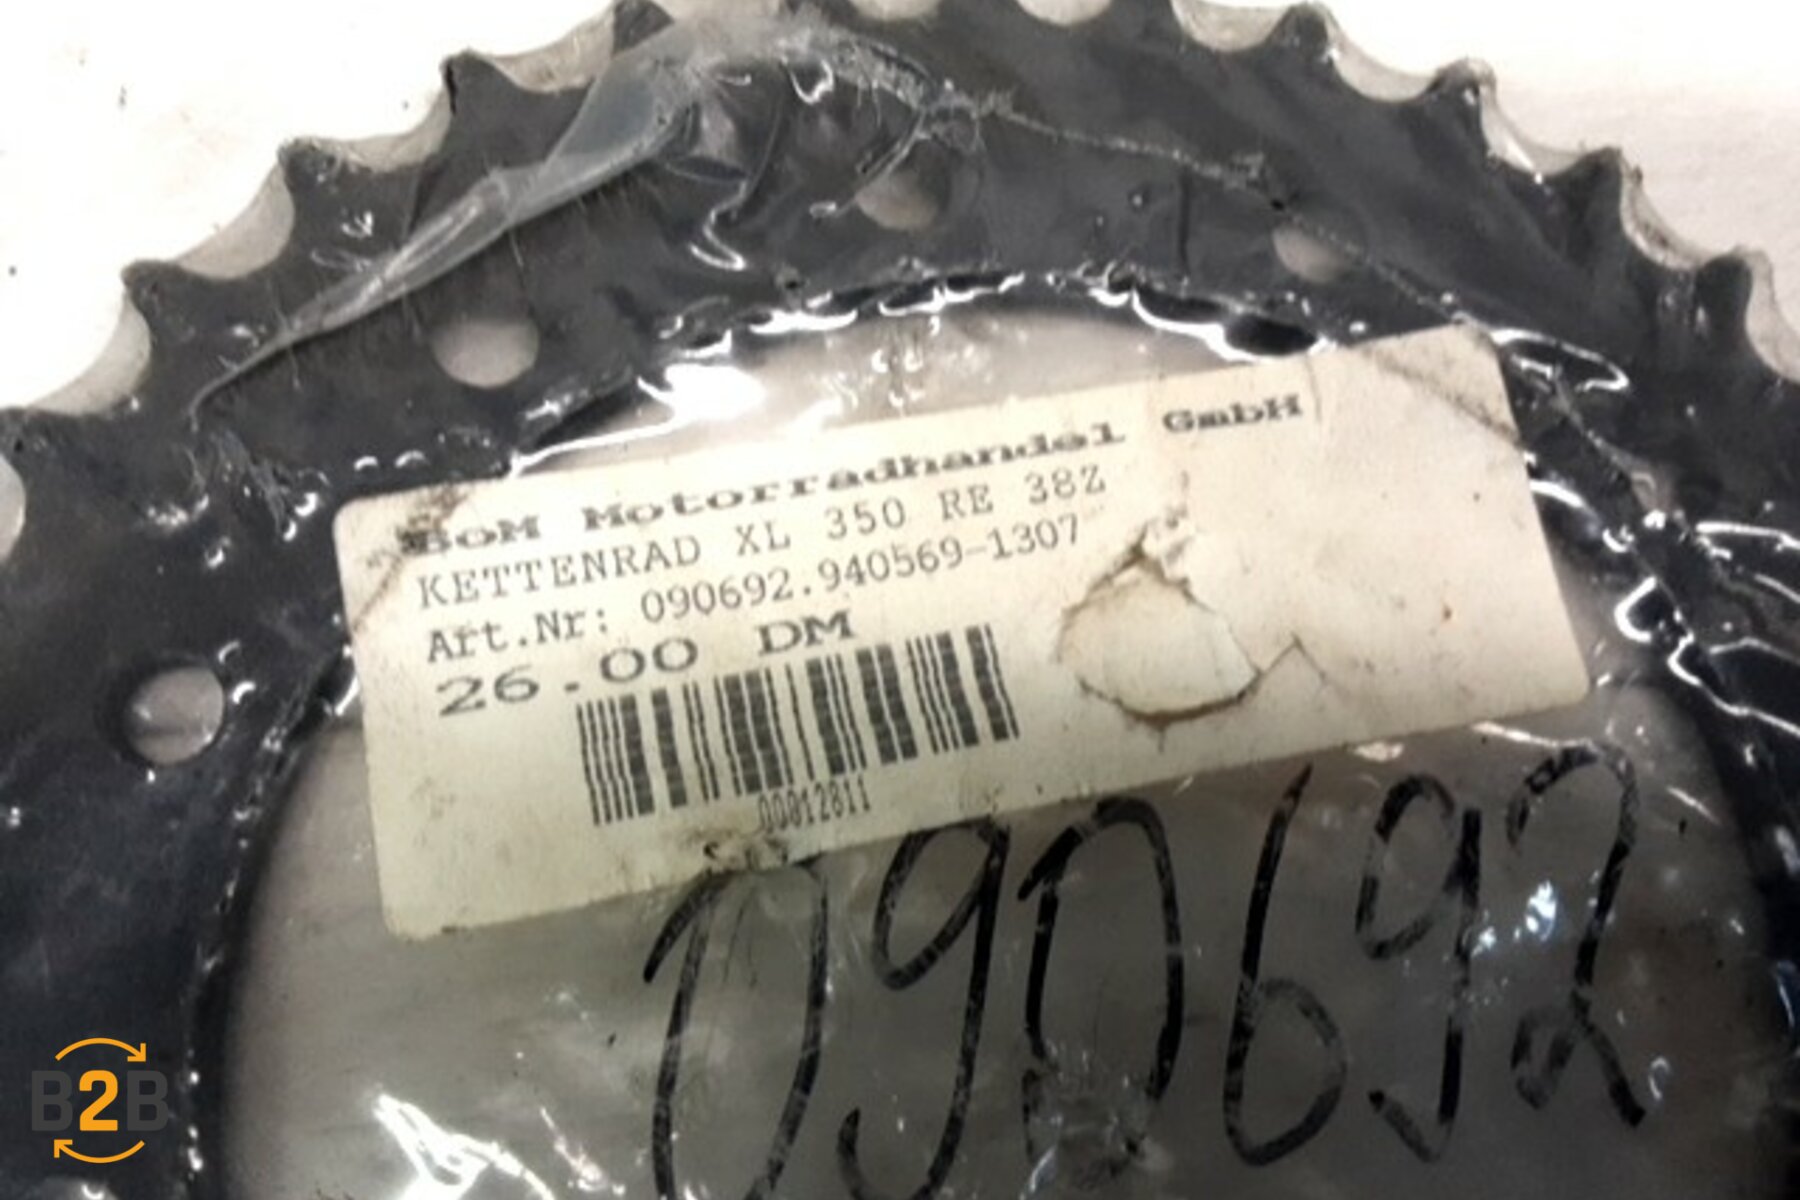 BoM Motorradhandel GmbH
KETTENRAD XL 350 RE 38Z
Art.Nr: 090692.940569-1307
26.00 DM
00012811
090692
B2B